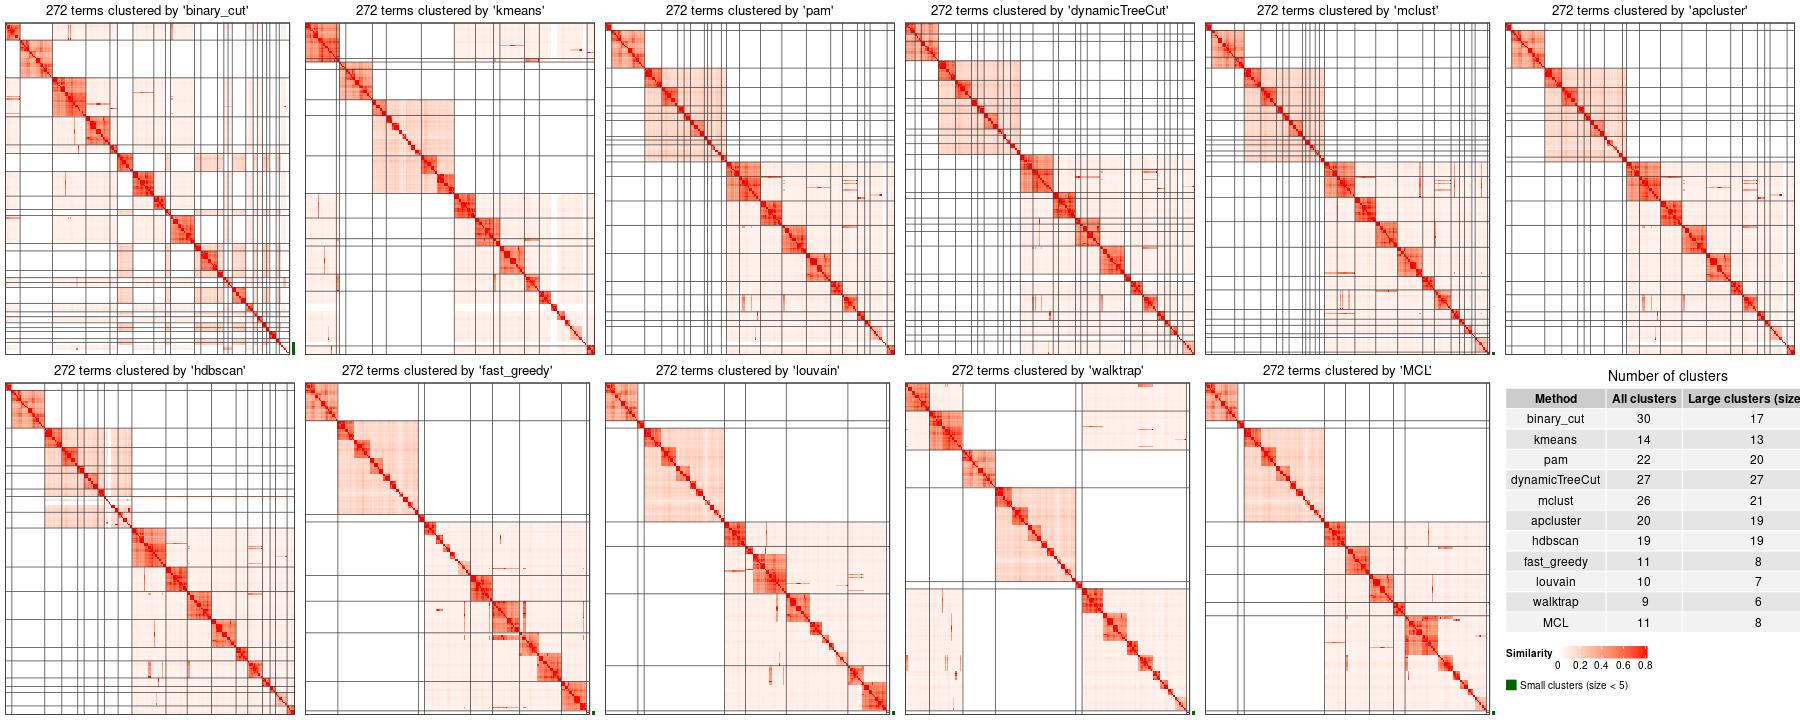 272 terms clustered by 'binary_cut'
272 terms clustered by 'kmeans'
272 terms clustered by 'pam'
272 terms clustered by 'dynamicTreeCut'
272 terms clustered by 'mclust'
272 terms clustered by 'apcluster'
272 terms clustered by 'hdbscan'
272 terms clustered by 'fast_greedy'
272 terms clustered by 'louvain'
272 terms clustered by 'walktrap'
272 terms clustered by 'MCL'
Number of clusters
Method All clusters Large clusters (size
binary_cut 30 17
kmeans 14 13
pam 22 20
dynamicTreeCut 27 27
mclust 26 21
apcluster 20 19
hdbscan 19 19
fast_greedy 11 8
louvain 10 7
walktrap 9 6
MCL 11 8
Similarity
0 0.2 0.4 0.6 0.8
Small clusters (size < 5)